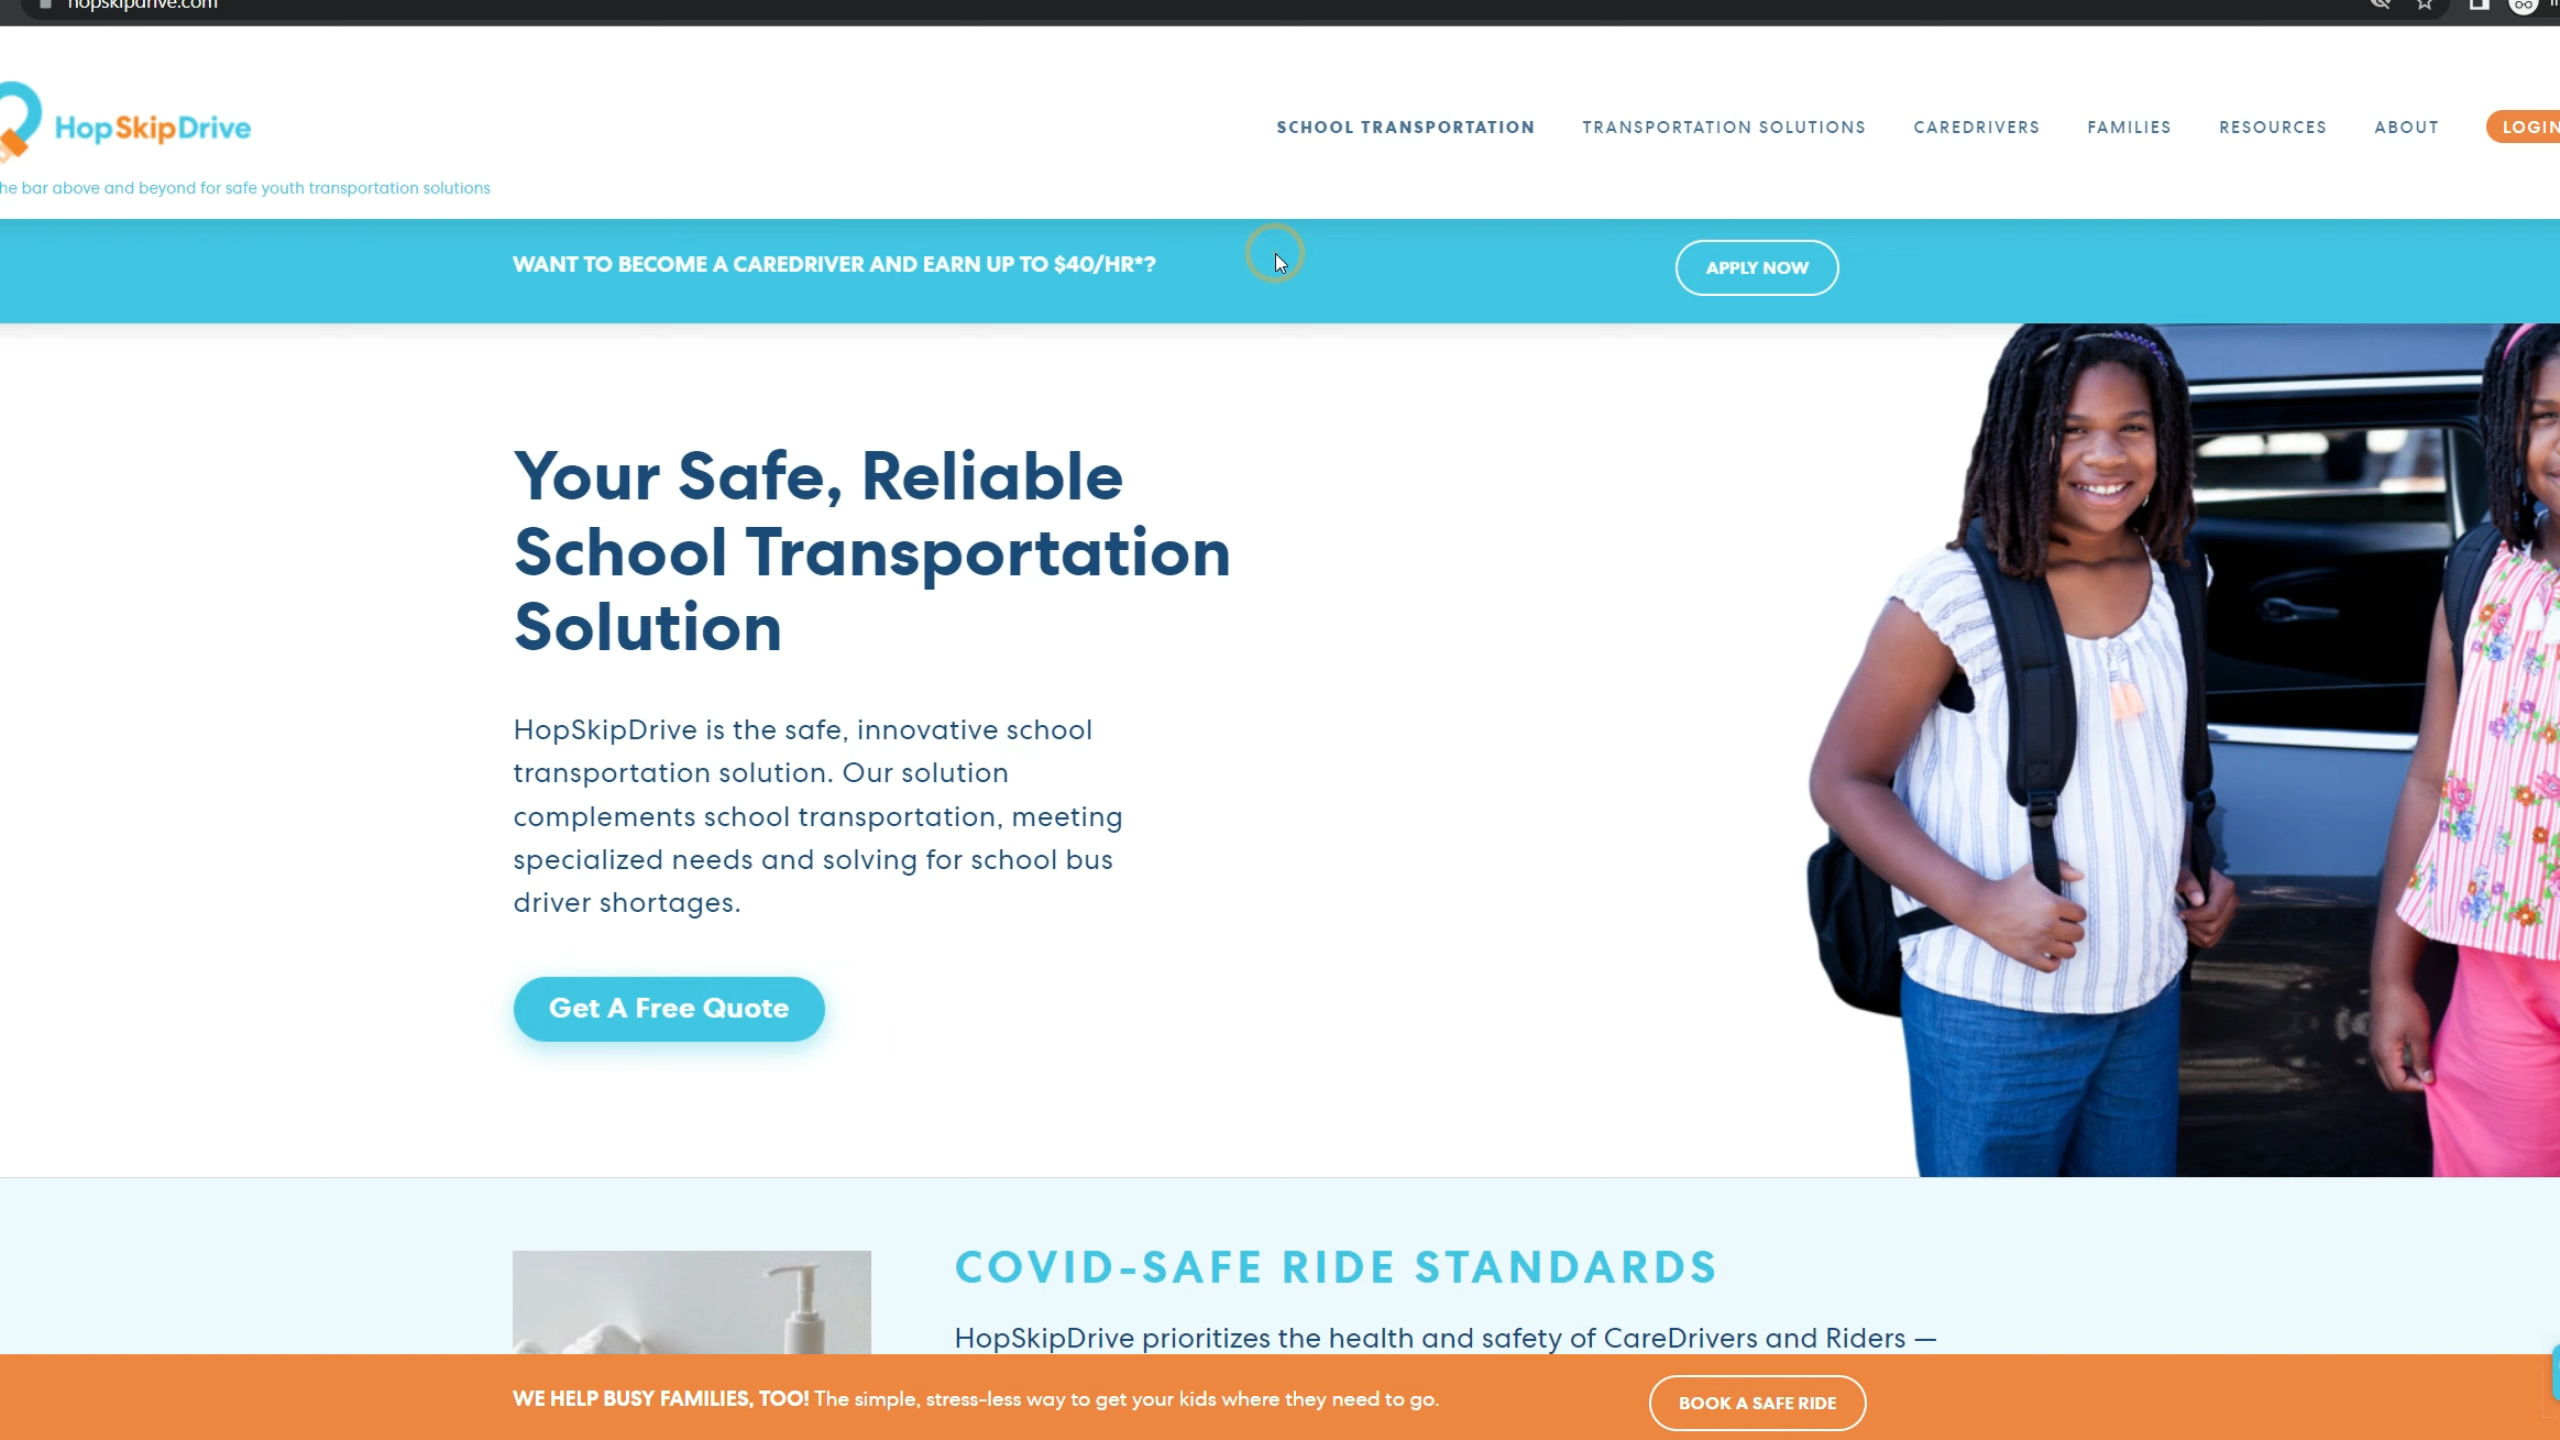 hopskipdrive.com
HopSkipDrive
he bar above and beyond for safe youth transportation solutions
SCHOOL TRANSPORTATION TRANSPORTATION SOLUTIONS CAREDRIVERS FAMILIES RESOURCES ABOUT LOGIN
WANT TO BECOME A CAREDRIVER AND EARN UP TO $40/HR*?
APPLY NOW
Your Safe, Reliable
School Transportation
Solution
HopSkipDrive is the safe, innovative school
transportation solution. Our solution
complements school transportation, meeting
specialized needs and solving for school bus
driver shortages.
Get A Free Quote
COVID-SAFE RIDE STANDARDS
HopSkipDrive prioritizes the health and safety of CareDrivers and Riders —
WE HELP BUSY FAMILIES, TOO! The simple, stress-less way to get your kids where they need to go.
BOOK A SAFE RIDE